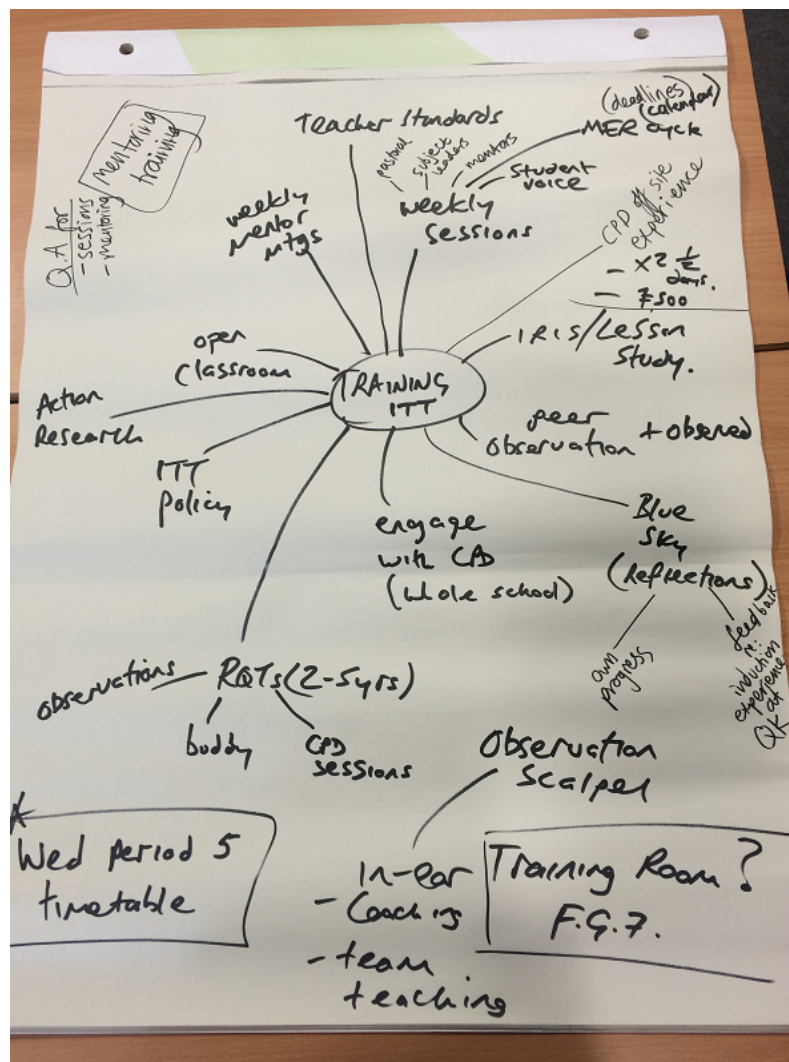 mentoring
training
QA for
- sessions
- mentoring
Teacher Standards
weekly
mentor
mtgs
pastoral
subject
leaders
mentors
student
voice
weekly
sessions
(deadlines)
(calendar)
MER cycle
CPD off site
experience
- x2 ½
days.
- £500
IRIS/Lesson
Study.
open
classroom
Action
Research
ITT
policy
TRAINING
ITT
peer
observation + observed
engage
with CPD
(whole school)
Blue
Sky
(Reflections)
own
progress
feedback
re:
induction
experience
at
QK
observations
RQTs (2-5yrs)
buddy
CPD
sessions
Observation
Scalpel
In-ear
- Coaching
- team
teaching
Wed period 5
timetable
Training Room?
F.G.7.